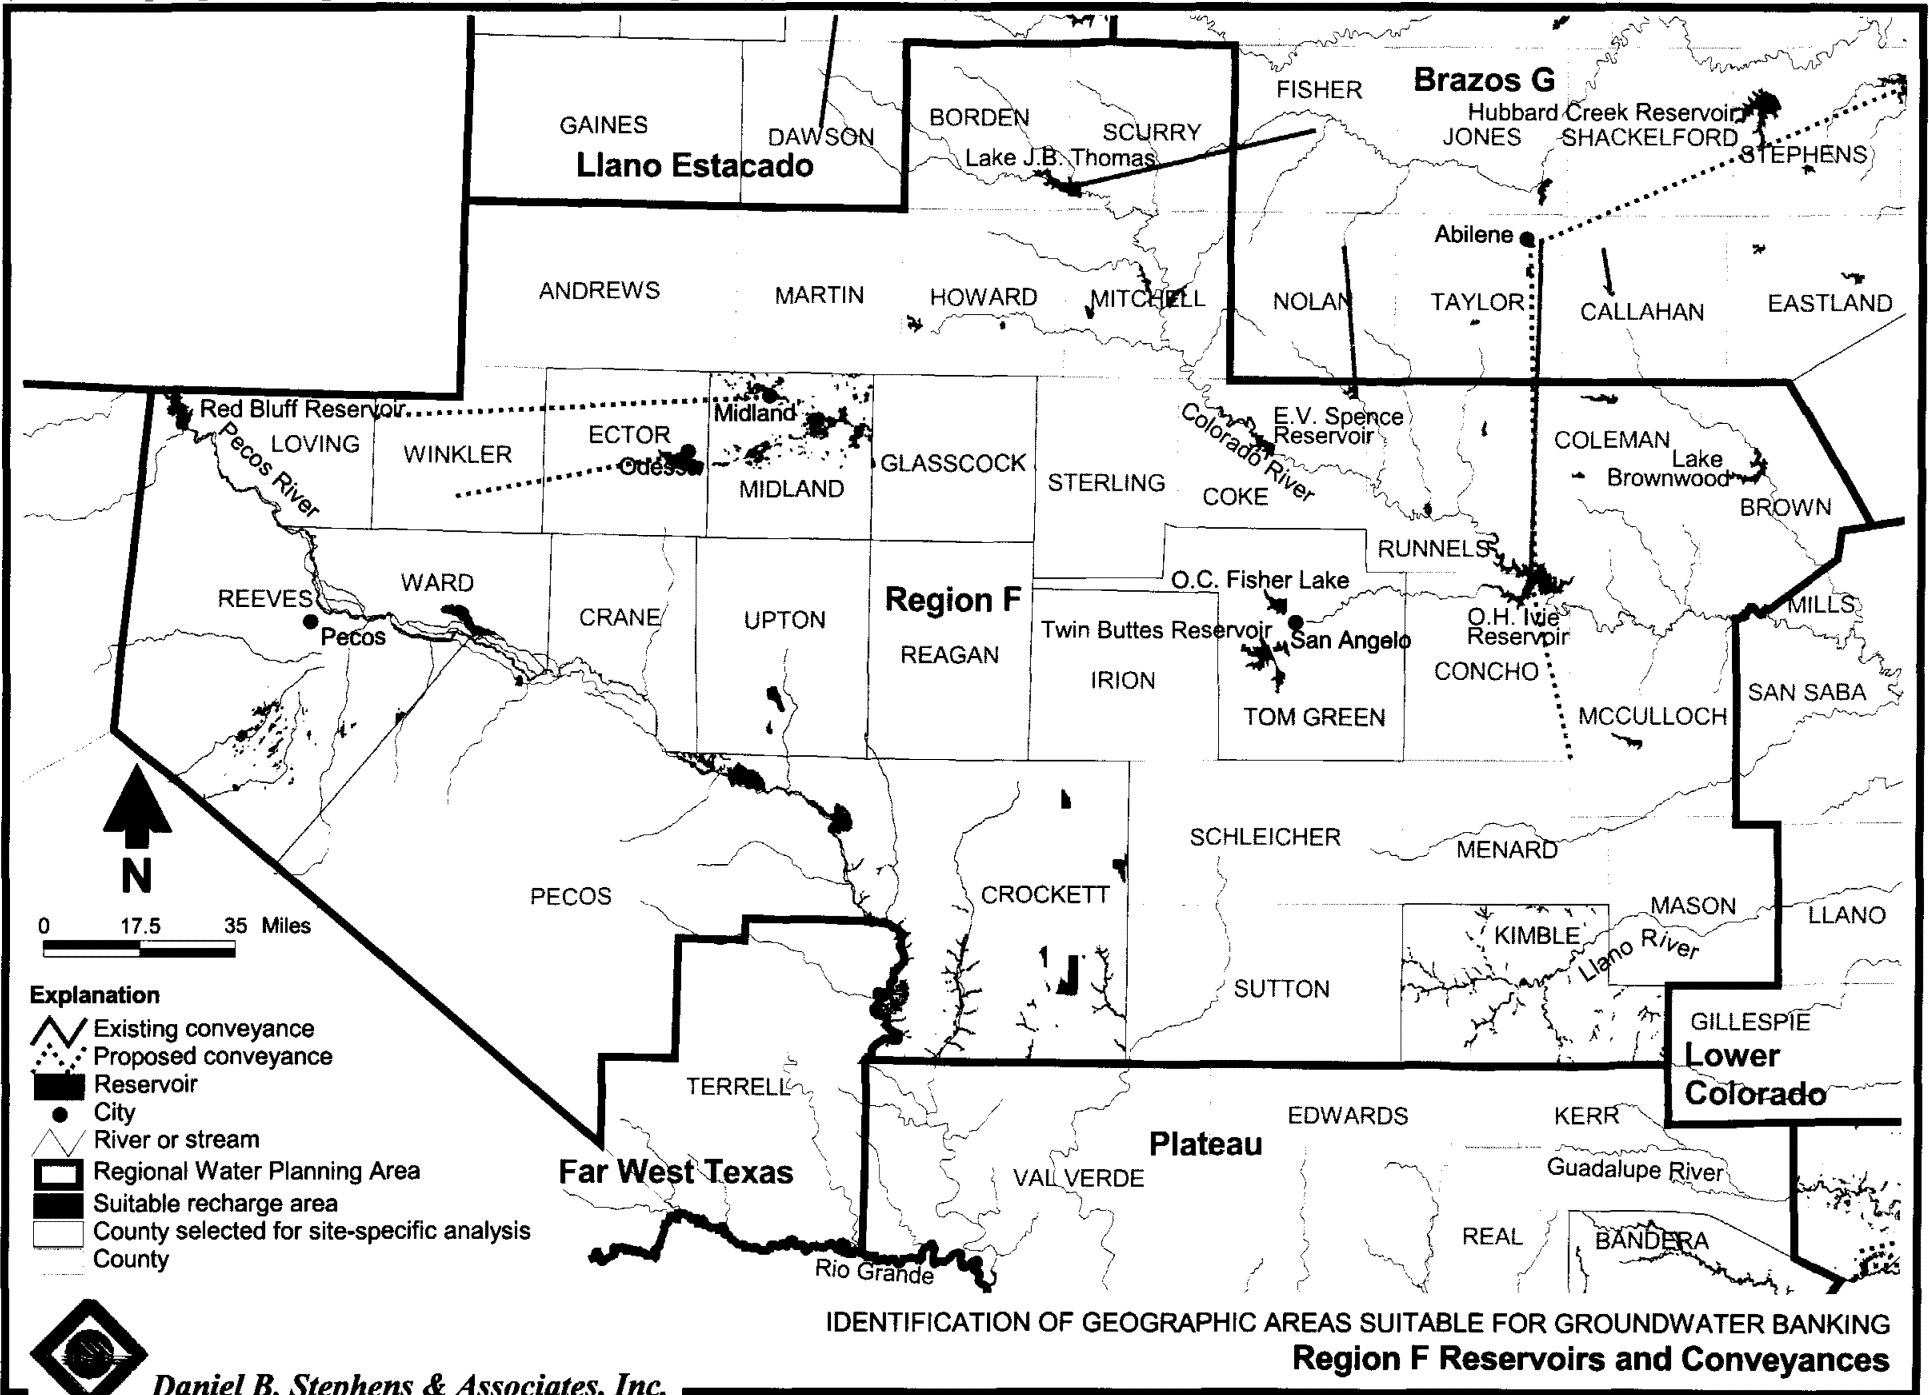 FISHER
Brazos G
Hubbard Creek Reservoir
GAINES
DAWSON
BORDEN
SCURRY
JONES
SHACKELFORD
STEPHENS
Llano Estacado
Lake J.B. Thomas
Abilene
ANDREWS
MARTIN
HOWARD
MITCHELL
NOLAN
TAYLOR
CALLAHAN
EASTLAND
Red Bluff Reservoir
LOVING
WINKLER
ECTOR
Odessa
Midland
MIDLAND
GLASSCOCK
STERLING
Colorado River
E.V. Spence
Reservoir
COKE
COLEMAN
Lake
Brownwood
BROWN
Pecos River
REEVES
Pecos
WARD
CRANE
UPTON
Region F
REAGAN
O.C. Fisher Lake
Twin Buttes Reservoir
San Angelo
IRION
TOM GREEN
RUNNELS
O.H. Ivie
Reservoir
CONCHO
MILLS
MCCULLOCH
SAN SABA
N
0 17.5 35 Miles
PECOS
CROCKETT
SCHLEICHER
MENARD
MASON
LLANO
KIMBLE
Llano River
SUTTON
GILLESPIE
Lower
Colorado
Explanation
Existing conveyance
Proposed conveyance
Reservoir
City
River or stream
Regional Water Planning Area
Suitable recharge area
County selected for site-specific analysis
County
TERRELL
Far West Texas
Plateau
VAL VERDE
EDWARDS
KERR
Guadalupe River
REAL
BANDERA
Rio Grande
IDENTIFICATION OF GEOGRAPHIC AREAS SUITABLE FOR GROUNDWATER BANKING
Region F Reservoirs and Conveyances
Daniel B. Stephens & Associates, Inc.